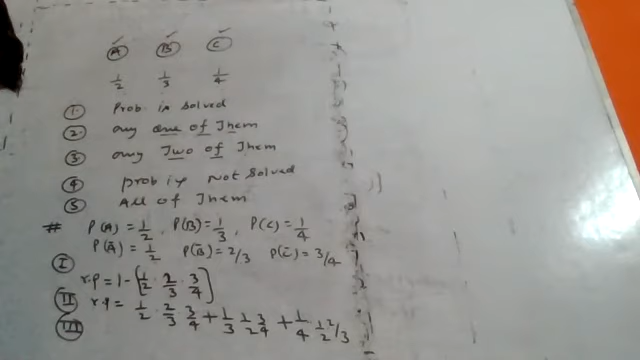 A B C
1/2 1/3 1/4
① Prob. is solved
② any one of Them
③ any Two of Them
④ prob is not solved
⑤ All of Them
# P(A) = 1/2, P(B) = 1/3, P(C) = 1/4
P(Ā) = 1/2 P(B̄) = 2/3 P(C̄) = 3/4
Ⅰ r.p = 1 - [1/2 · 2/3 · 3/4]
Ⅱ r.p = 1/2 · 2/3 3/4 + 1/3 1/2 3/4 + 1/4 1/2 2/3
Ⅲ